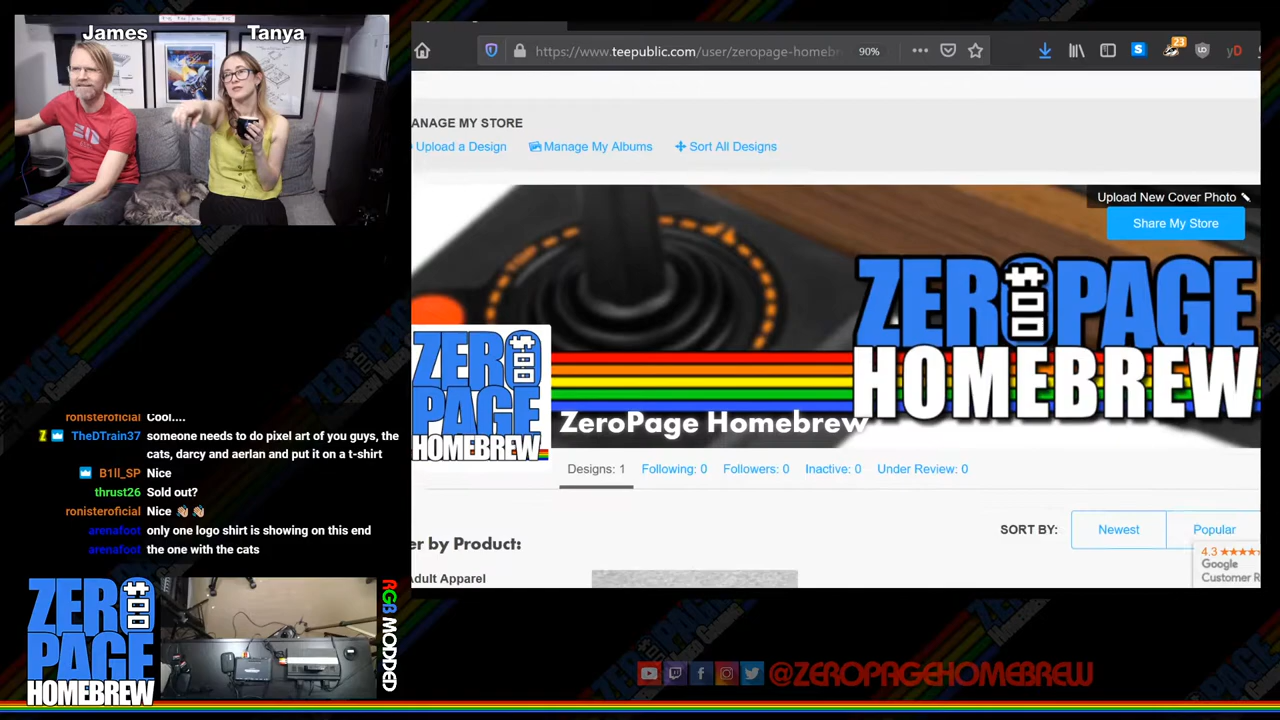 James
Tanya
https://www.teepublic.com/user/zeropage-homebr
90%
23
ANAGE MY STORE
Upload a Design
Manage My Albums
Sort All Designs
Upload New Cover Photo
Share My Store
ZERO PAGE
HOMEBREW
ZERO
PAGE
HOMEBREW
ZeroPage Homebrew
Designs: 1
Following: 0
Followers: 0
Inactive: 0
Under Review: 0
SORT BY:
Newest
Popular
er by Product:
Adult Apparel
4.3
Google
Customer R
ronisteroficial Cool....
TheDTrain37 someone needs to do pixel art of you guys, the
cats, darcy and aerlan and put it on a t-shirt
B1ll_SP Nice
thrust26 Sold out?
ronisteroficial Nice 👏🏼 👏🏼
arenafoot only one logo shirt is showing on this end
arenafoot the one with the cats
ZERO
PAGE
HOMEBREW
RGB MODDED
@ZEROPAGEHOMEBREW